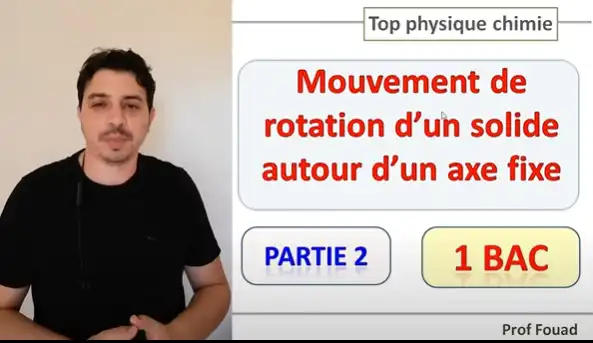 Top physique chimie
Mouvement de
rotation d’un solide
autour d’un axe fixe
PARTIE 2
1 BAC
Prof Fouad